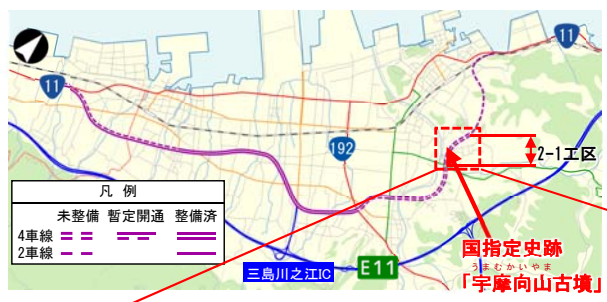 11
11
192
2-1工区
凡 例
未整備 暫定開通 整備済
4車線
2車線
三島川之江IC
E11
国指定史跡
うまむかいやま
「宇摩向山古墳」